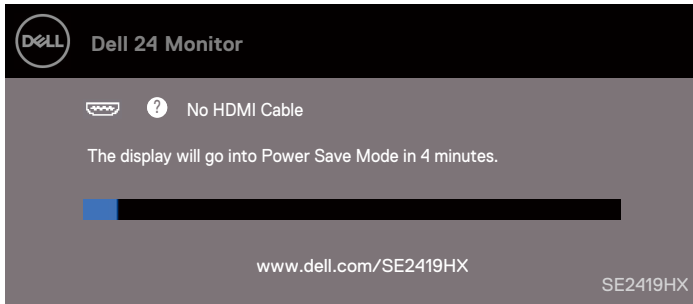 DELL
Dell 24 Monitor
? No HDMI Cable
The display will go into Power Save Mode in 4 minutes.
www.dell.com/SE2419HX
SE2419HX